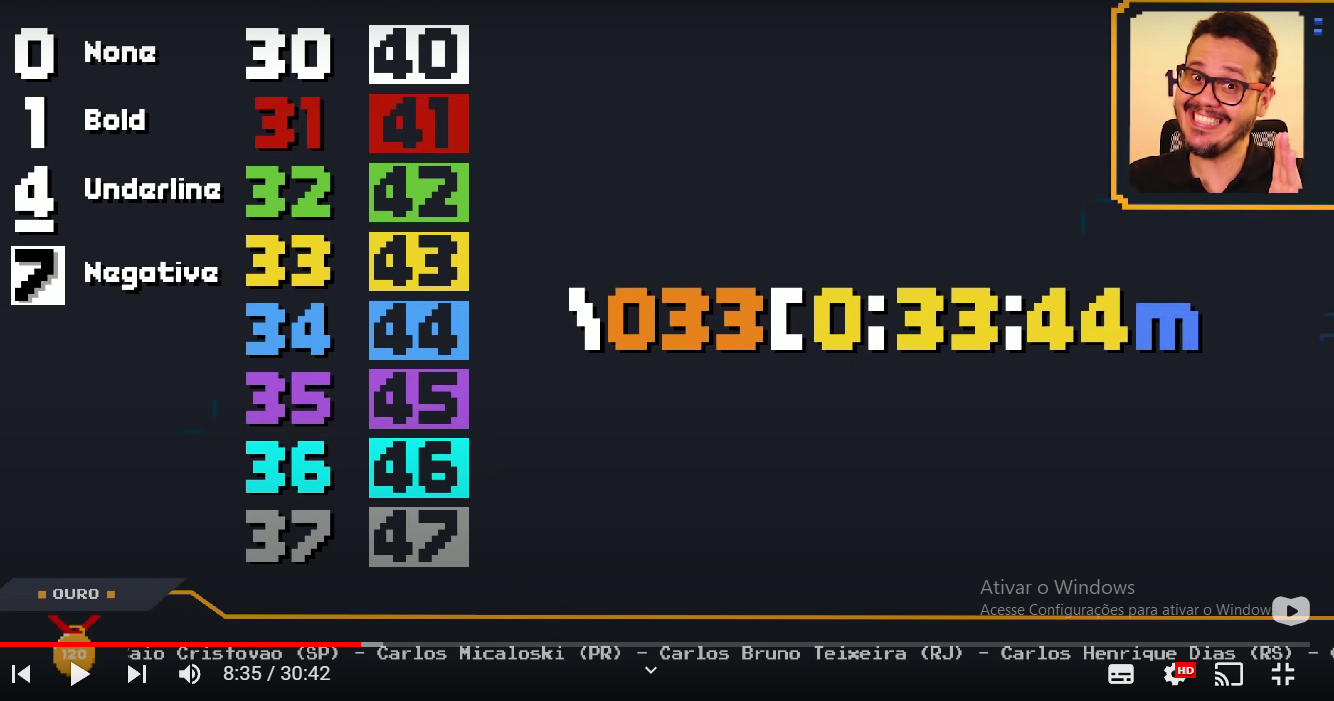 0 None 30 40
1 Bold 31 41
4 Underline 32 42
7 Negative 33 43
34 44
35 45
36 46
37 47
\033[0:33:44m
Ativar o Windows
Acesse Configurações para ativar o Windows
OURO
120
aio Cristovao (SP) - Carlos Micaloski (PR) - Carlos Bruno Teixeira (RJ) - Carlos Henrique Dias (RS) -
8:35 / 30:42
HD